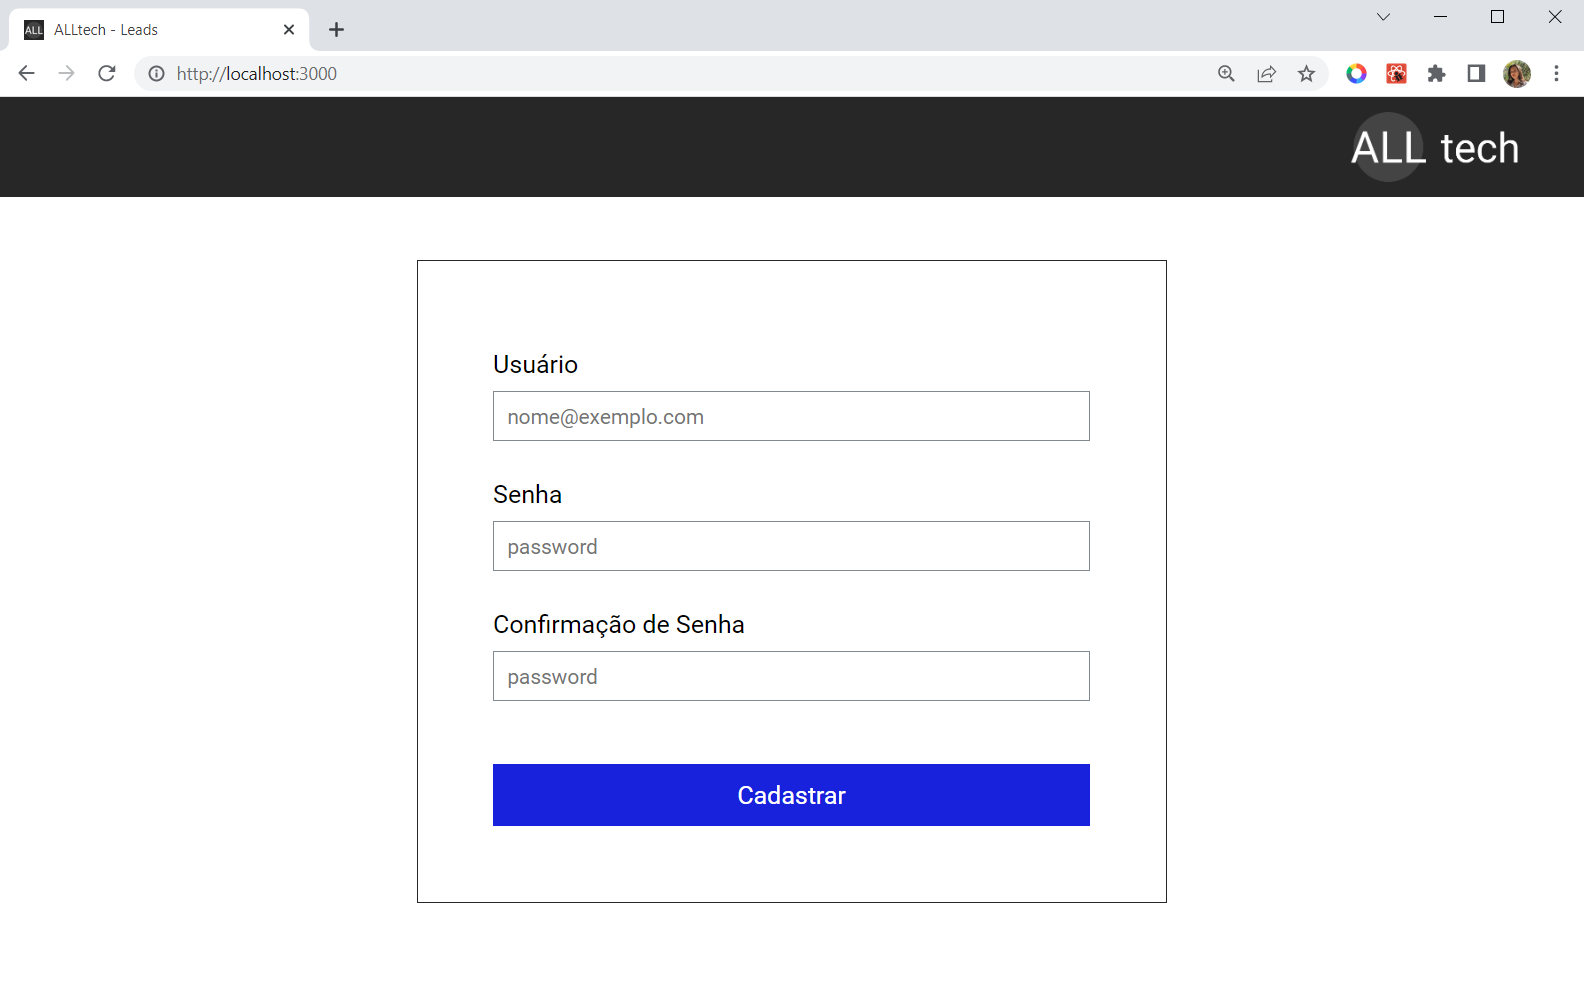 ALL ALLtech - Leads
http://localhost:3000
ALL tech
Usuário
nome@exemplo.com
Senha
password
Confirmação de Senha
password
Cadastrar